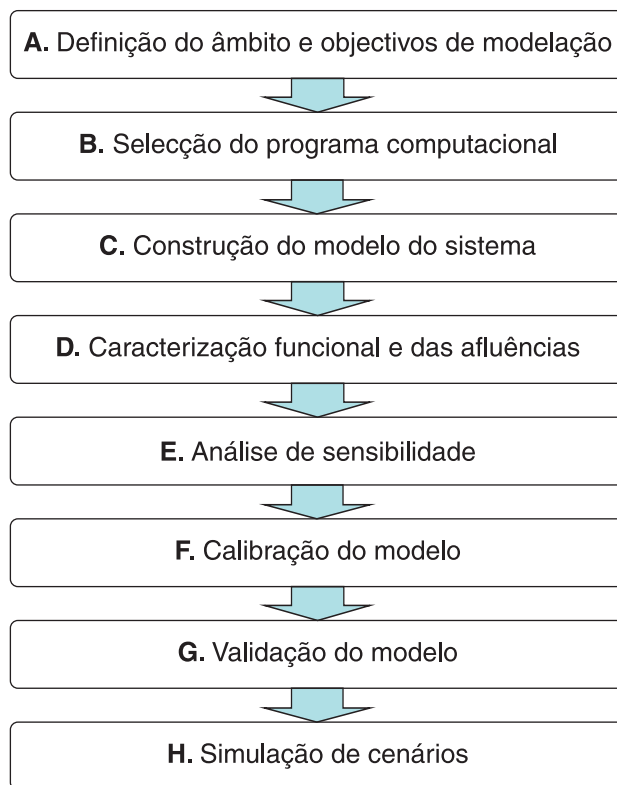 A. Definição do âmbito e objectivos de modelação
B. Selecção do programa computacional
C. Construção do modelo do sistema
D. Caracterização funcional e das afluências
E. Análise de sensibilidade
F. Calibração do modelo
G. Validação do modelo
H. Simulação de cenários